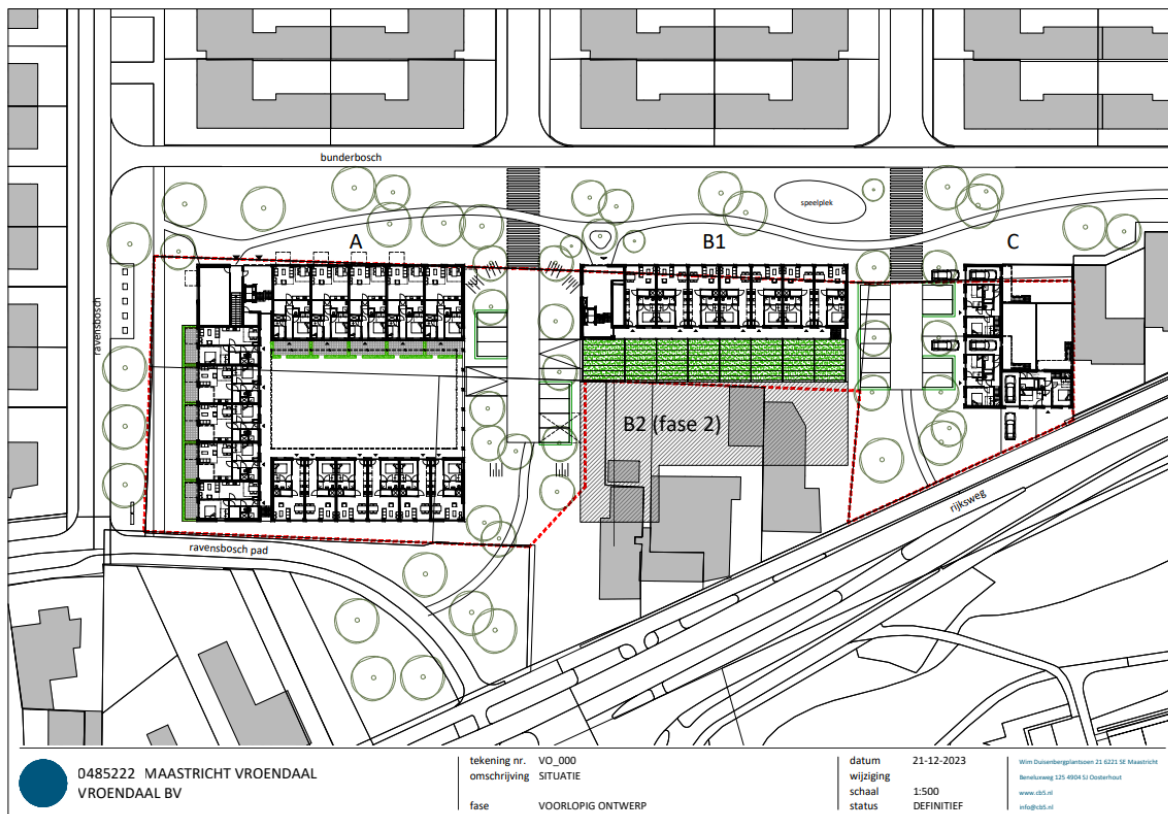 bunderbosch
speelplek
A
B1
C
ravensbosch
B2 (fase 2)
rijksweg
ravensbosch pad
0485222 MAASTRICHT VROENDAAL
VROENDAAL BV
tekening nr. VO_000
omschrijving SITUATIE
fase VOORLOPIG ONTWERP
datum 21-12-2023
wijziging
schaal 1:500
status DEFINITIEF
Wim Duisenbergplantsoen 21 6221 SE Maastricht
Beneluxweg 125 4904 SJ Oosterhout
www.cb5.nl
info@cb5.nl